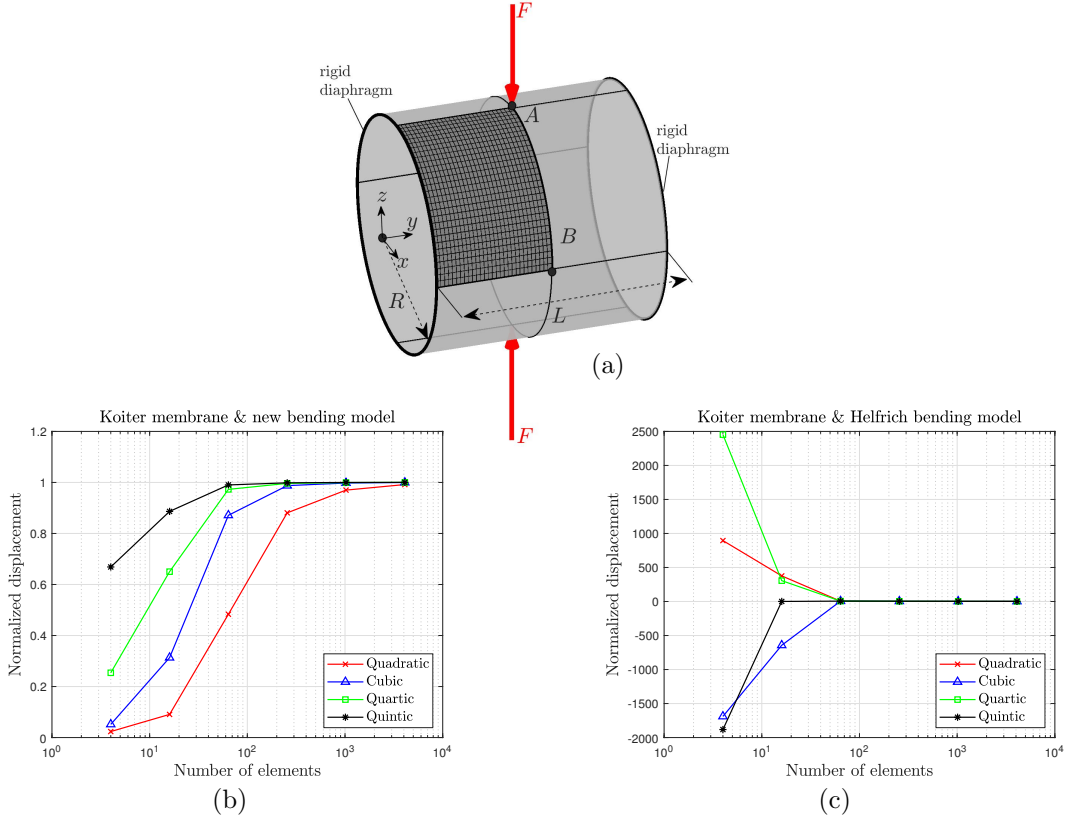 F
rigid
diaphragm
A
rigid
diaphragm
z
y
B
x
R
L
(a)
F
Koiter membrane & new bending model
1.2
1
0.8
0.6
0.4
0.2
0
10^0
10^1
10^2
10^3
10^4
Normalized displacement
Number of elements
Quadratic
Cubic
Quartic
Quintic
(b)
Koiter membrane & Helfrich bending model
2500
2000
1500
1000
500
0
-500
-1000
-1500
-2000
10^0
10^1
10^2
10^3
10^4
Normalized displacement
Number of elements
Quadratic
Cubic
Quartic
Quintic
(c)